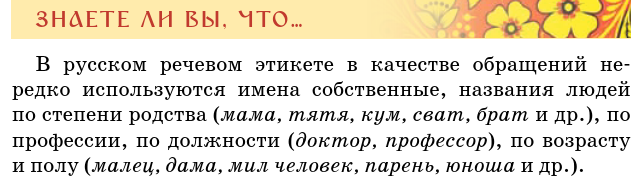 ЗНАЕТЕ ЛИ ВЫ, ЧТО...
В русском речевом этикете в качестве обращений не-
редко используются имена собственные, названия людей
по степени родства (мама, тятя, кум, сват, брат и др.), по
профессии, по должности (доктор, профессор), по возрасту
и полу (малец, дама, мил человек, парень, юноша и др.).